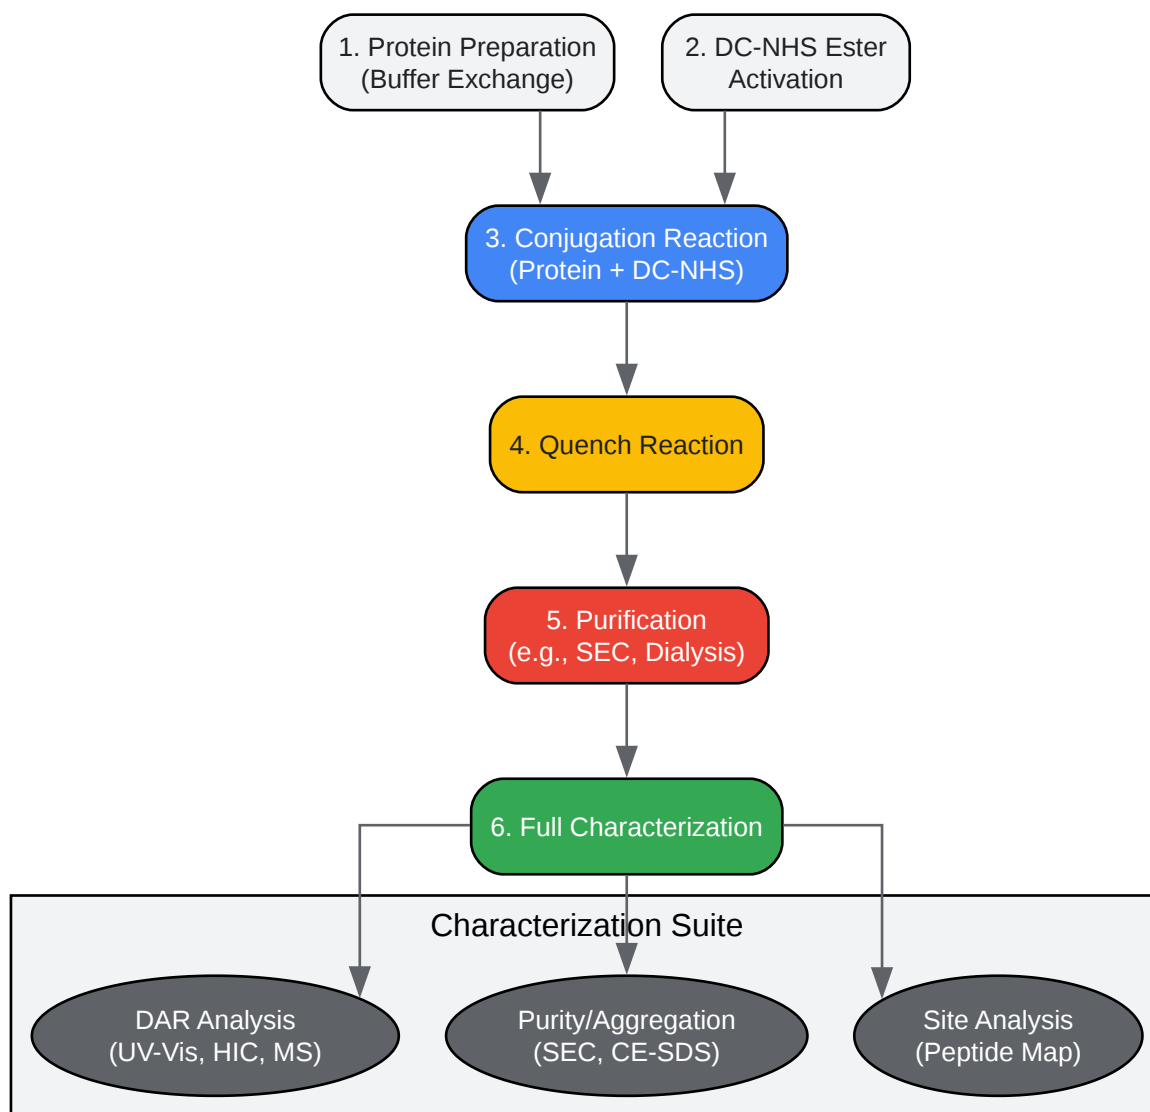 1. Protein Preparation
(Buffer Exchange)
2. DC-NHS Ester
Activation
3. Conjugation Reaction
(Protein + DC-NHS)
4. Quench Reaction
5. Purification
(e.g., SEC, Dialysis)
6. Full Characterization
Characterization Suite
DAR Analysis
(UV-Vis, HIC, MS)
Purity/Aggregation
(SEC, CE-SDS)
Site Analysis
(Peptide Map)